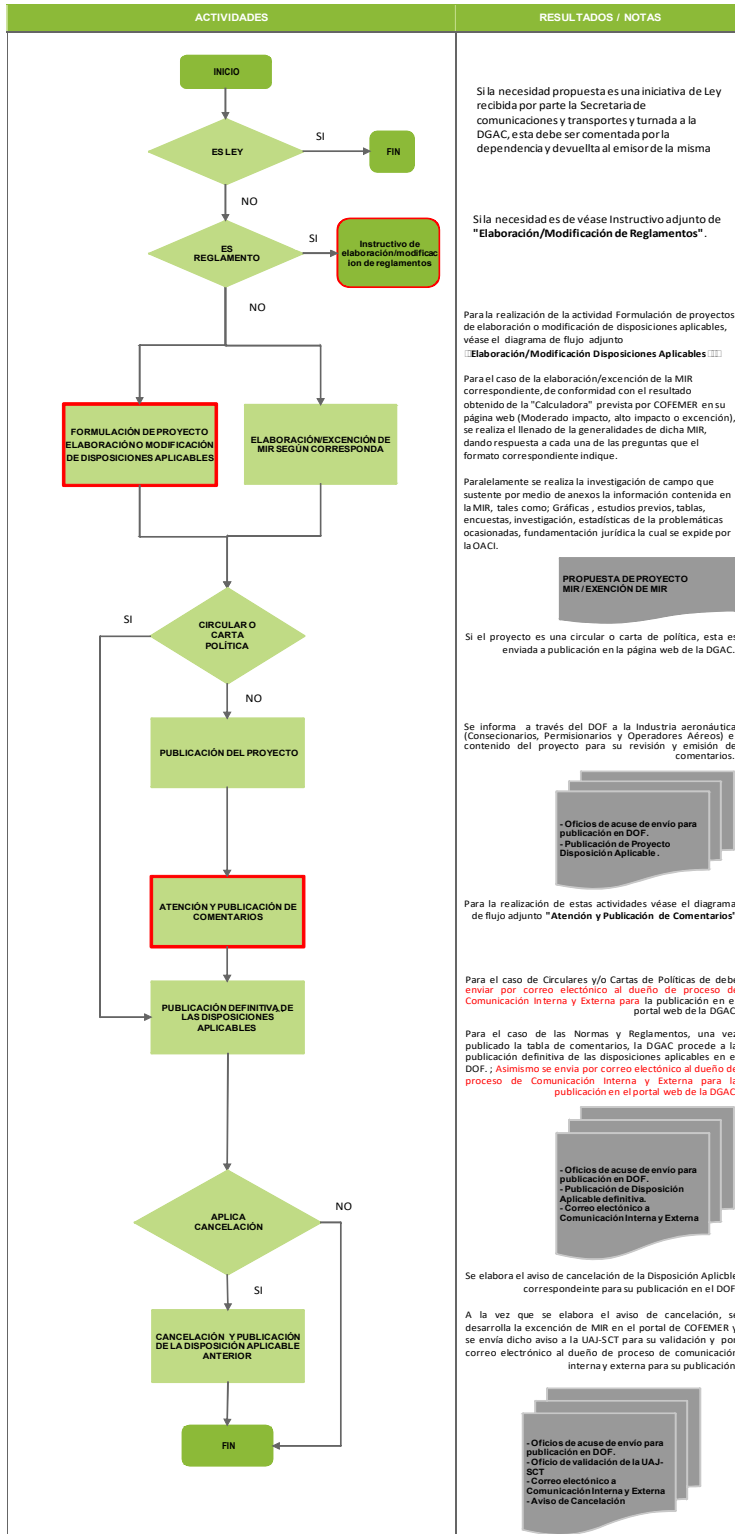 ACTIVIDADES
RESULTADOS / NOTAS
INICIO
ES LEY
SI
FIN
NO
ES
REGLAMENTO
SI
Instructivo de
elaboración/modificac
ion de reglamentos
NO
FORMULACIÓN DE PROYECTO
ELABORACIÓN O MODIFICACIÓN
DE DISPOSICIONES APLICABLES
ELABORACIÓN/EXCENCIÓN DE
MIR SEGÚN CORRESPONDA
SI
CIRCULAR O
CARTA
POLÍTICA
NO
PUBLICACIÓN DEL PROYECTO
ATENCIÓN Y PUBLICACIÓN DE
COMENTARIOS
PUBLICACIÓN DEFINITIVA DE
LAS DISPOSICIONES
APLICABLES
APLICA
CANCELACIÓN
NO
SI
CANCELACIÓN Y PUBLICACIÓN
DE LA DISPOSICIÓN APLICABLE
ANTERIOR
FIN
Si la necesidad propuesta es una iniciativa de Ley
recibida por parte la Secretaria de
comunicaciones y transportes y turnada a la
DGAC, esta debe ser comentada por la
dependencia y devuellta al emisor de la misma
Si la necesidad es de véase Instructivo adjunto de
"Elaboración/Modificación de Reglamentos".
Para la realización de la actividad Formulación de proyectos
de elaboración o modificación de disposiciones aplicables,
véase el diagrama de flujo adjunto
Elaboración/Modificación Disposiciones Aplicables
Para el caso de la elaboración/excención de la MIR
correspondiente, de conformidad con el resultado
obtenido de la "Calculadora" prevista por COFEMER en su
página web (Moderado impacto, alto impacto o excención),
se realiza el llenado de la generalidades de dicha MIR,
dando respuesta a cada una de las preguntas que el
formato correspondiente indique.
Paralelamente se realiza la investigación de campo que
sustente por medio de anexos la información contenida en
la MIR, tales como; Gráficas , estudios previos, tablas,
encuestas, investigación, estadísticas de la problemáticas
ocasionadas, fundamentación jurídica la cual se expide por
la OACI.
PROPUESTA DE PROYECTO
MIR / EXENCIÓN DE MIR
Si el proyecto es una circular o carta de política, esta es
enviada a publicación en la página web de la DGAC.
Se informa a través del DOF a la Industria aeronáutica
(Consecionarios, Permisionarios y Operadores Aéreos) e
contenido del proyecto para su revisión y emisión de
comentarios.
- Oficios de acuse de envío para
publicación en DOF.
- Publicación de Proyecto
Disposición Aplicable .
Para la realización de estas actividades véase el diagrama
de flujo adjunto "Atención y Publicación de Comentarios"
Para el caso de Circulares y/o Cartas de Políticas de debe
enviar por correo electónico al dueño de proceso de
Comunicación Interna y Externa para la publicación en e
portal web de la DGAC
Para el caso de las Normas y Reglamentos, una vez
publicado la tabla de comentarios, la DGAC procede a la
publicación definitiva de las disposiciones aplicables en e
DOF. ; Asimismo se envia por correo electónico al dueño de
proceso de Comunicación Interna y Externa para la
publicación en el portal web de la DGAC
- Oficios de acuse de envio para
publicación en DOF.
- Publicación de Disposición
Aplicable definitiva.
- Correo electónico a
Comunicación Interna y Externa
Se elabora el aviso de cancelación de la Disposición Aplicble
correspondeinte para su publicación en el DOF
A la vez que se elabora el aviso de cancelación, se
desarrolla la excención de MIR en el portal de COFEMER y
se envía dicho aviso a la UAJ-SCT para su validación y por
correo electrónico al dueño de proceso de comunicación
interna y externa para su publicación
- Oficios de acuse de envío para
publicación en DOF.
- Oficio de validación de la UAJ-
SCT
- Correo electónico a
Comunicación Interna y Externa
- Aviso de Cancelación